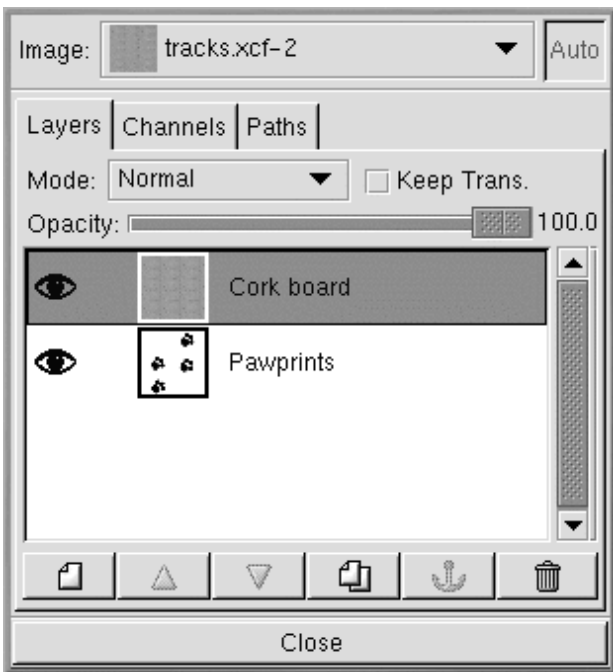 Image: tracks.xcf-2 Auto
Layers Channels Paths
Mode: Normal Keep Trans.
Opacity: 100.0
Cork board
Pawprints
Close